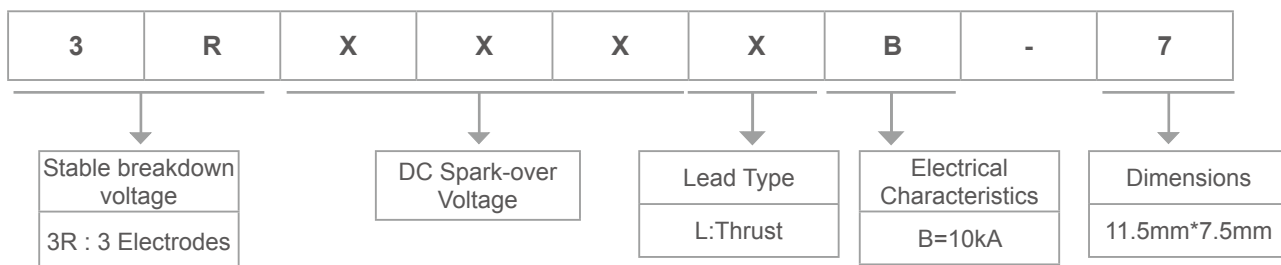 3 R X X X X B - 7
Stable breakdown
voltage
3R : 3 Electrodes
DC Spark-over
Voltage
Lead Type
L:Thrust
Electrical
Characteristics
B=10kA
Dimensions
11.5mm*7.5mm